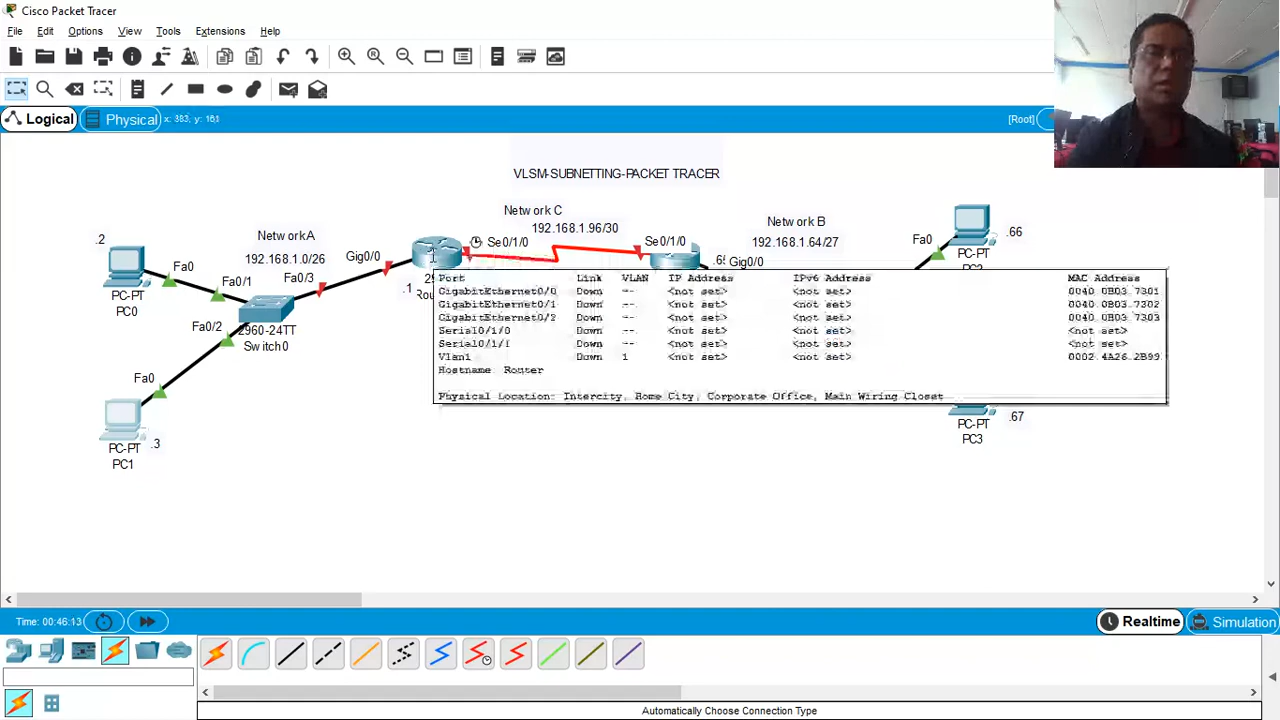 Cisco Packet Tracer
File Edit Options View Tools Extensions Help
Logical Physical x: 383, y: 161 [Root]
VLSM-SUBNETTING-PACKET TRACER
Network C
192.168.1.96/30
Network B
192.168.1.64/27
Network A
192.168.1.0/26
.2
Fa0
PC-PT
PC0
Fa0/1
Fa0/3
Gig0/0
.1
Se0/1/0
Se0/1/0
Gig0/0
Fa0
.66
PC-PT
Fa0/2
2960-24TT
Switch0
Fa0
PC-PT
PC1
.3
Port Link VLAN IP Address IPv6 Address MAC Address
GigabitEthernet0/0 Down -- <not set> <not set> 0040.0B03.7301
GigabitEthernet0/1 Down -- <not set> <not set> 0040.0B03.7302
GigabitEthernet0/2 Down -- <not set> <not set> 0040.0B03.7303
Serial0/1/0 Down -- <not set> <not set> <not set>
Serial0/1/1 Down -- <not set> <not set> <not set>
Vlan1 Down 1 <not set> <not set> 0002.4A26.2B99
Hostname: Router
Physical Location: Intercity, Home City, Corporate Office, Main Wiring Closet
PC-PT
PC3
.67
Time: 00:46:13
Realtime Simulation
Automatically Choose Connection Type